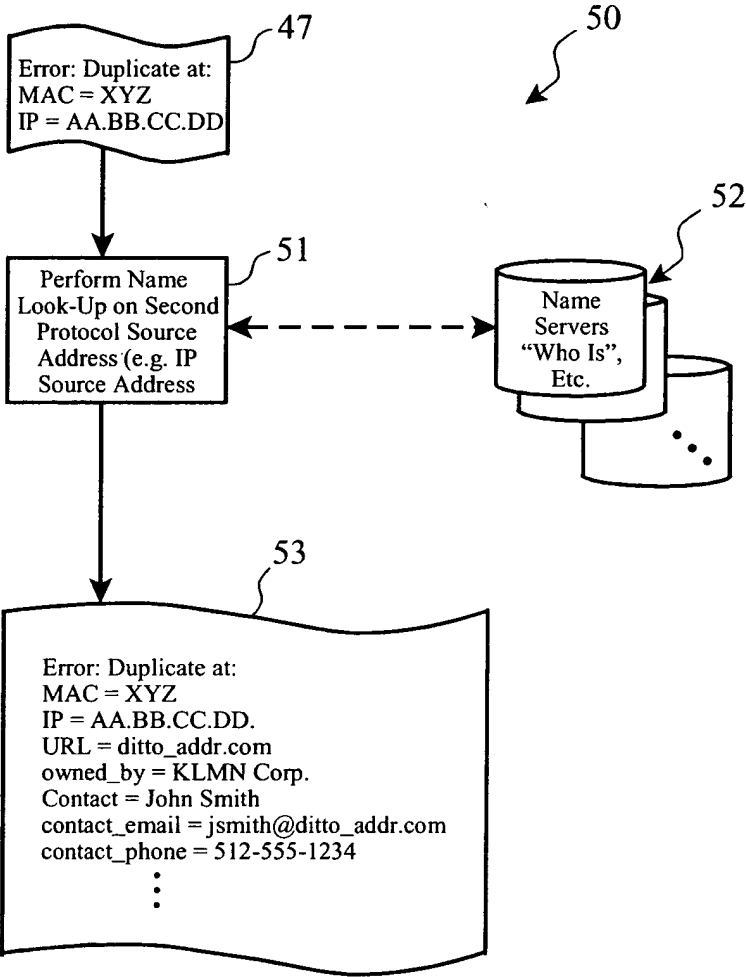 47
50
Error: Duplicate at:
MAC = XYZ
IP = AA.BB.CC.DD
51
52
Perform Name
Look-Up on Second
Protocol Source
Address (e.g. IP
Source Address
Name
Servers
“Who Is”,
Etc.
53
Error: Duplicate at:
MAC = XYZ
IP = AA.BB.CC.DD.
URL = ditto_addr.com
owned_by = KLMN Corp.
Contact = John Smith
contact_email = jsmith@ditto_addr.com
contact_phone = 512-555-1234